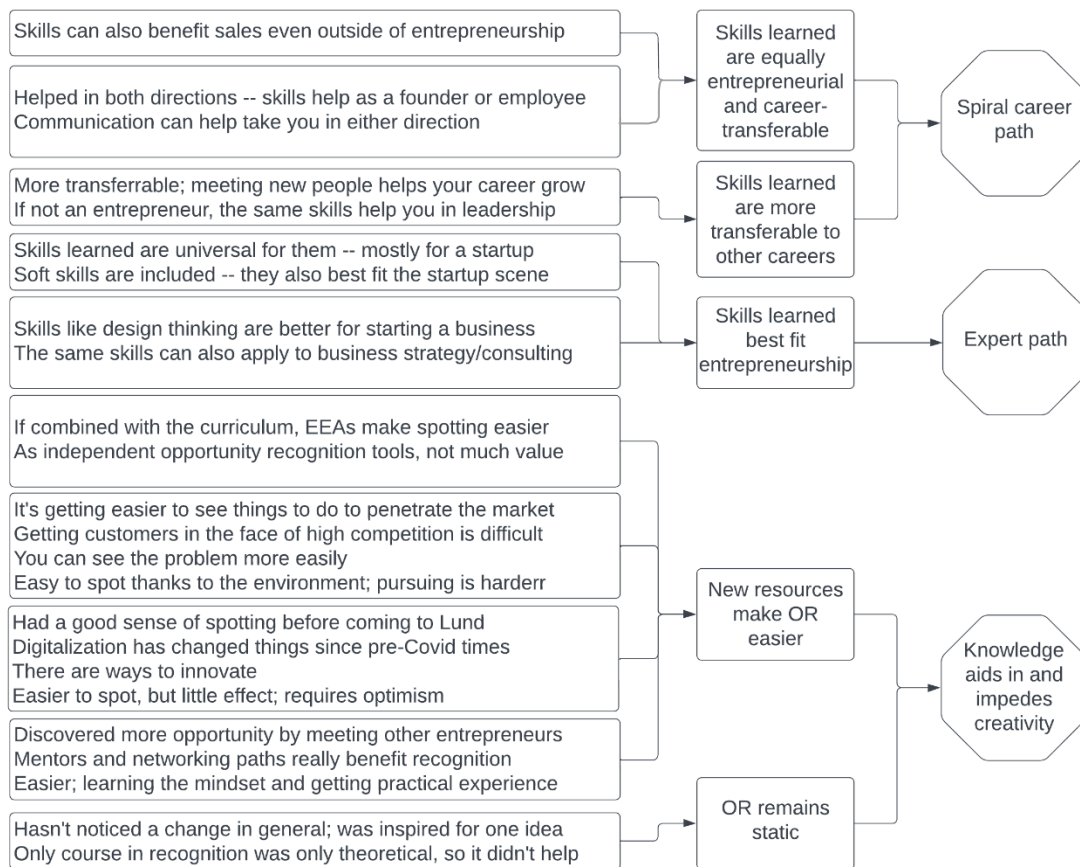 Skills can also benefit sales even outside of entrepreneurship
Helped in both directions -- skills help as a founder or employee
Communication can help take you in either direction
More transferrable; meeting new people helps your career grow
If not an entrepreneur, the same skills help you in leadership
Skills learned are universal for them -- mostly for a startup
Soft skills are included -- they also best fit the startup scene
Skills like design thinking are better for starting a business
The same skills can also apply to business strategy/consulting
If combined with the curriculum, EEAs make spotting easier
As independent opportunity recognition tools, not much value
It's getting easier to see things to do to penetrate the market
Getting customers in the face of high competition is difficult
You can see the problem more easily
Easy to spot thanks to the environment; pursuing is harderr
Had a good sense of spotting before coming to Lund
Digitalization has changed things since pre-Covid times
There are ways to innovate
Easier to spot, but little effect; requires optimism
Discovered more opportunity by meeting other entrepreneurs
Mentors and networking paths really benefit recognition
Easier; learning the mindset and getting practical experience
Hasn't noticed a change in general; was inspired for one idea
Only course in recognition was only theoretical, so it didn't help
Skills learned
are equally
entrepreneurial
and career-
transferable
Skills learned
are more
transferable to
other careers
Skills learned
best fit
entrepreneurship
New resources
make OR
easier
OR remains
static
Spiral career
path
Expert path
Knowledge
aids in and
impedes
creativity